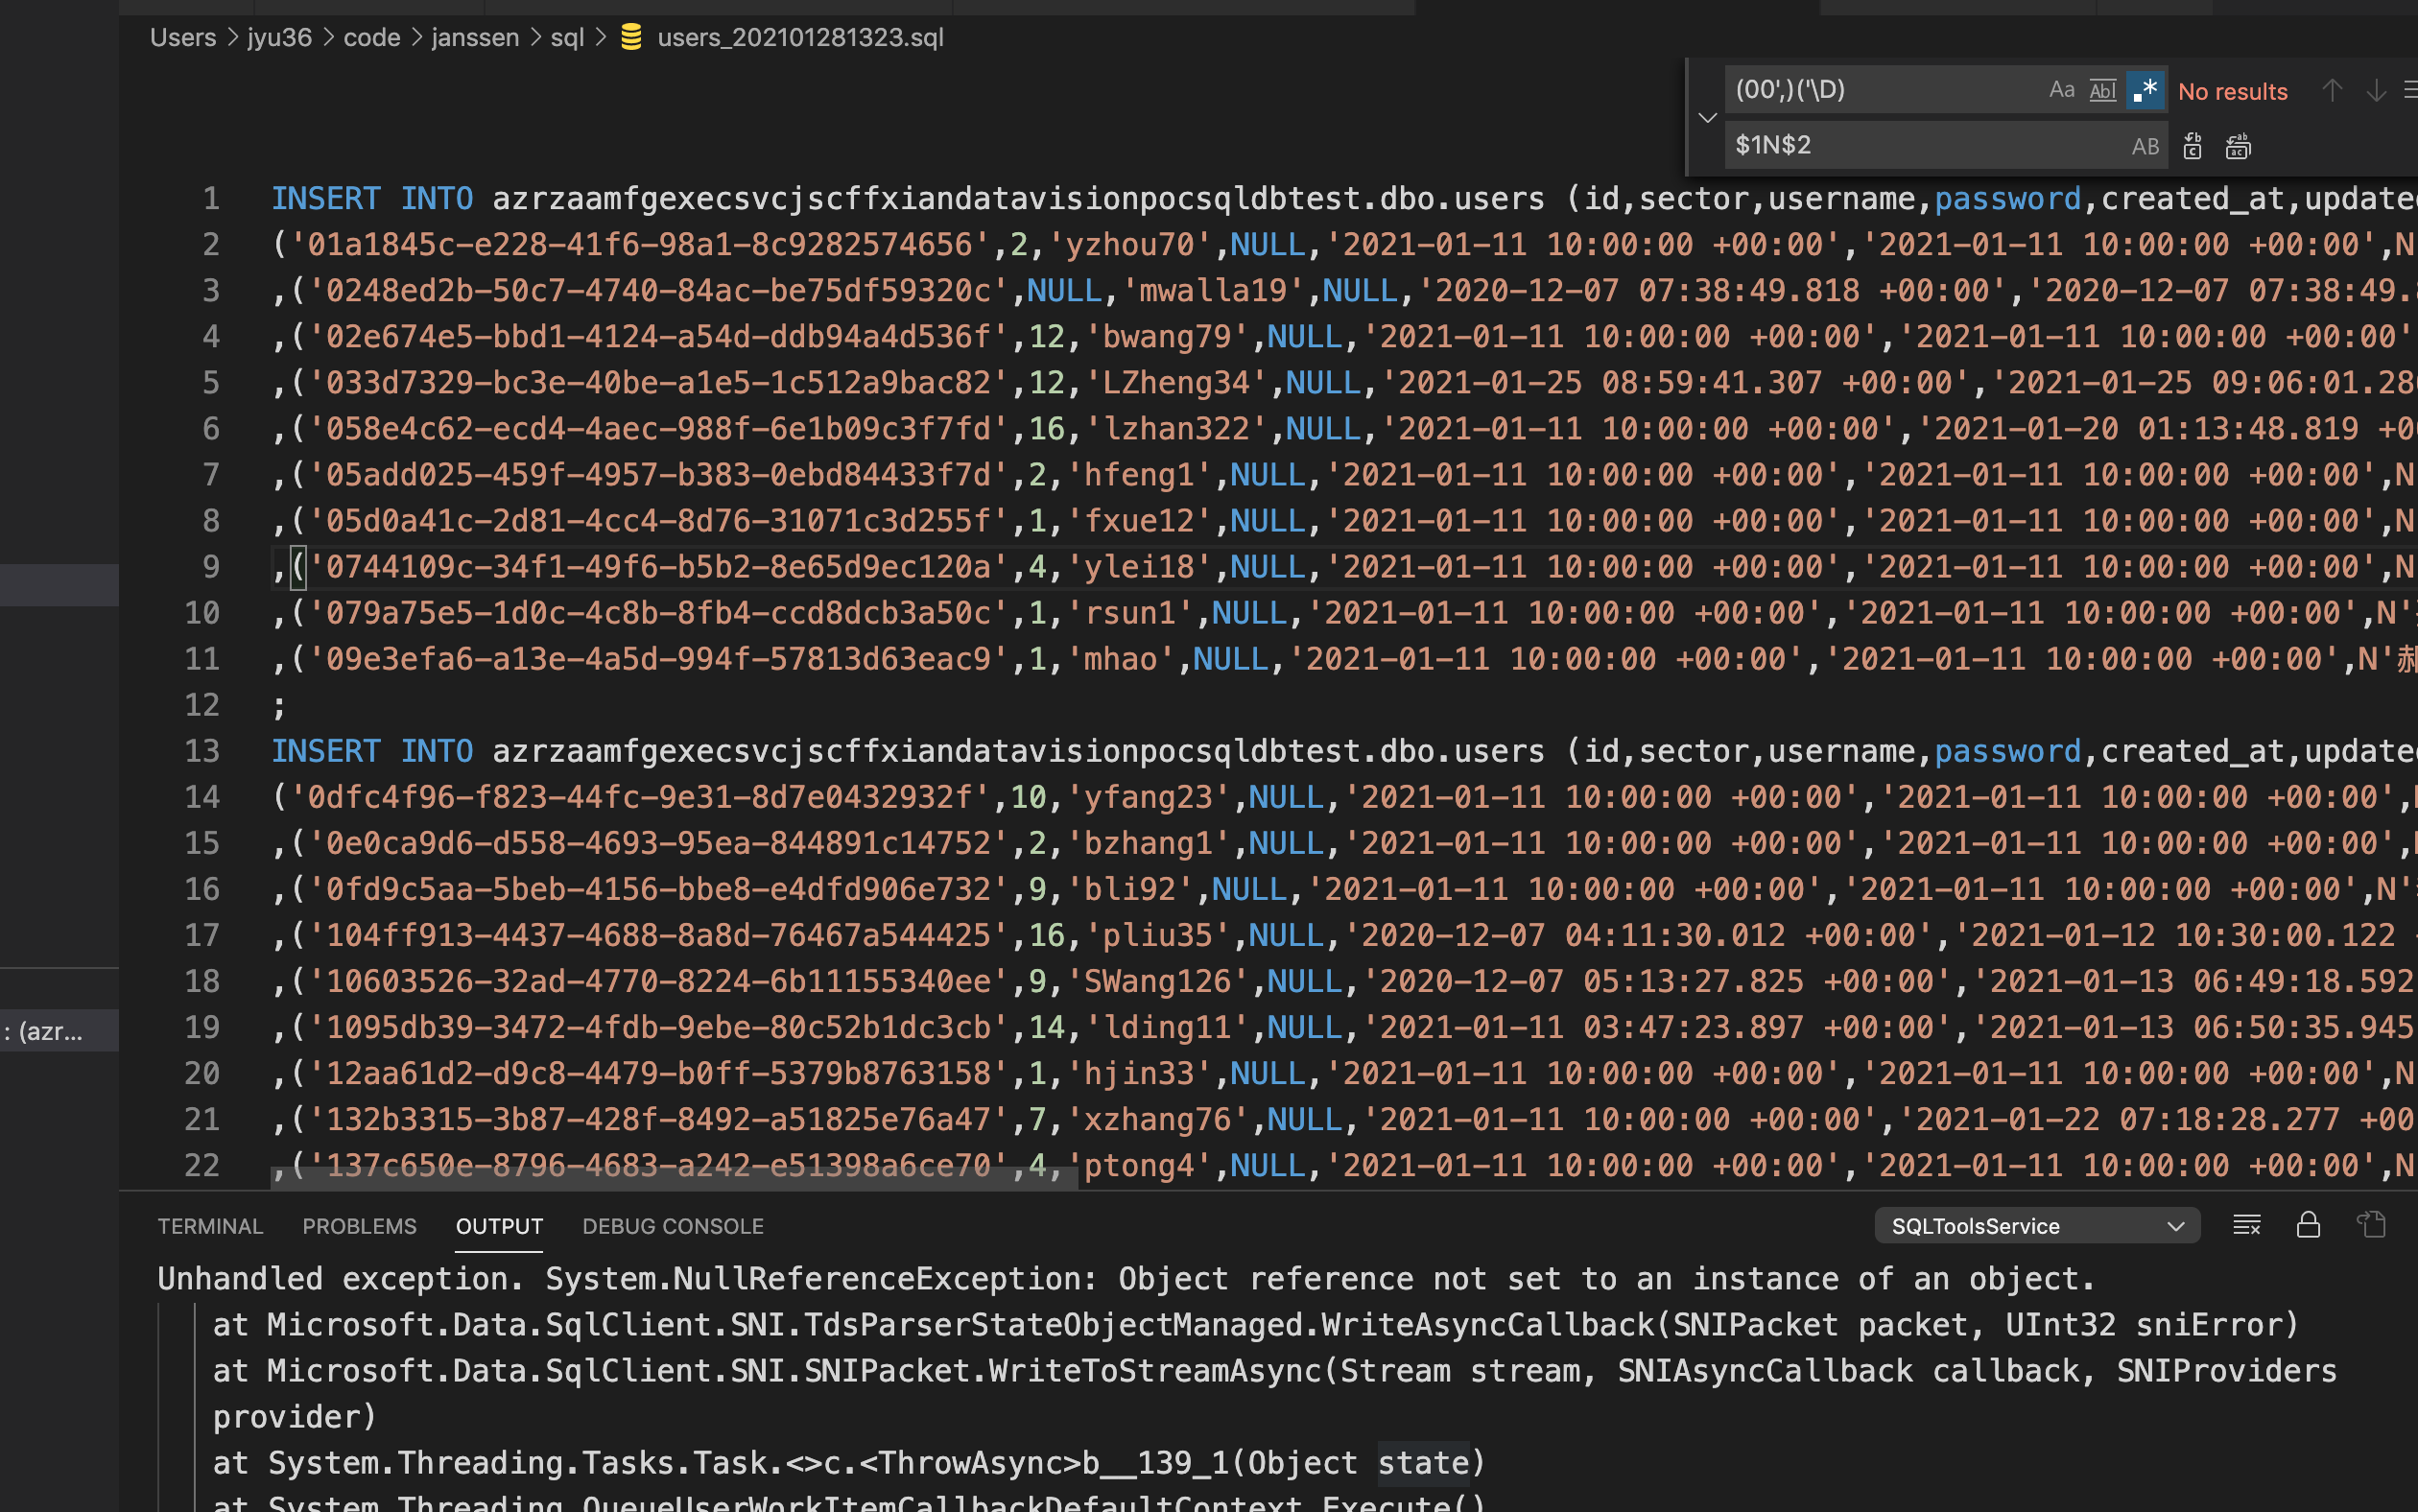 Users > jyu36 > code > janssen > sql > users_202101281323.sql
(00',)('\D) Aa Abl .* No results
$1N$2 AB
1 INSERT INTO azrzaamfgexecsvcjscffxiandatavisionpocsqldbtest.dbo.users (id,sector,username,password,created_at,update
2 ('01a1845c-e228-41f6-98a1-8c9282574656',2,'yzhou70',NULL,'2021-01-11 10:00:00 +00:00','2021-01-11 10:00:00 +00:00',N
3 ,('0248ed2b-50c7-4740-84ac-be75df59320c',NULL,'mwalla19',NULL,'2020-12-07 07:38:49.818 +00:00','2020-12-07 07:38:49.
4 ,('02e674e5-bbd1-4124-a54d-ddb94a4d536f',12,'bwang79',NULL,'2021-01-11 10:00:00 +00:00','2021-01-11 10:00:00 +00:00'
5 ,('033d7329-bc3e-40be-a1e5-1c512a9bac82',12,'LZheng34',NULL,'2021-01-25 08:59:41.307 +00:00','2021-01-25 09:06:01.28
6 ,('058e4c62-ecd4-4aec-988f-6e1b09c3f7fd',16,'lzhan322',NULL,'2021-01-11 10:00:00 +00:00','2021-01-20 01:13:48.819 +0
7 ,('05add025-459f-4957-b383-0ebd84433f7d',2,'hfeng1',NULL,'2021-01-11 10:00:00 +00:00','2021-01-11 10:00:00 +00:00',N
8 ,('05d0a41c-2d81-4cc4-8d76-31071c3d255f',1,'fxue12',NULL,'2021-01-11 10:00:00 +00:00','2021-01-11 10:00:00 +00:00',N
9 ,('0744109c-34f1-49f6-b5b2-8e65d9ec120a',4,'ylei18',NULL,'2021-01-11 10:00:00 +00:00','2021-01-11 10:00:00 +00:00',N
10 ,('079a75e5-1d0c-4c8b-8fb4-ccd8dcb3a50c',1,'rsun1',NULL,'2021-01-11 10:00:00 +00:00','2021-01-11 10:00:00 +00:00',N'
11 ,('09e3efa6-a13e-4a5d-994f-57813d63eac9',1,'mhao',NULL,'2021-01-11 10:00:00 +00:00','2021-01-11 10:00:00 +00:00',N'郝
12 ;
13 INSERT INTO azrzaamfgexecsvcjscffxiandatavisionpocsqldbtest.dbo.users (id,sector,username,password,created_at,update
14 ('0dfc4f96-f823-44fc-9e31-8d7e0432932f',10,'yfang23',NULL,'2021-01-11 10:00:00 +00:00','2021-01-11 10:00:00 +00:00',
15 ,('0e0ca9d6-d558-4693-95ea-844891c14752',2,'bzhang1',NULL,'2021-01-11 10:00:00 +00:00','2021-01-11 10:00:00 +00:00',
16 ,('0fd9c5aa-5beb-4156-bbe8-e4dfd906e732',9,'bli92',NULL,'2021-01-11 10:00:00 +00:00','2021-01-11 10:00:00 +00:00',N'
17 ,('104ff913-4437-4688-8a8d-76467a544425',16,'pliu35',NULL,'2020-12-07 04:11:30.012 +00:00','2021-01-12 10:30:00.122
18 ,('10603526-32ad-4770-8224-6b11155340ee',9,'SWang126',NULL,'2020-12-07 05:13:27.825 +00:00','2021-01-13 06:49:18.592
19 ,('1095db39-3472-4fdb-9ebe-80c52b1dc3cb',14,'lding11',NULL,'2021-01-11 03:47:23.897 +00:00','2021-01-13 06:50:35.945
20 ,('12aa61d2-d9c8-4479-b0ff-5379b8763158',1,'hjin33',NULL,'2021-01-11 10:00:00 +00:00','2021-01-11 10:00:00 +00:00',N
21 ,('132b3315-3b87-428f-8492-a51825e76a47',7,'xzhang76',NULL,'2021-01-11 10:00:00 +00:00','2021-01-22 07:18:28.277 +00
22 ,('137c650e-8796-4683-a242-e51398a6ce70',4,'ptong4',NULL,'2021-01-11 10:00:00 +00:00','2021-01-11 10:00:00 +00:00',N
: (azr...
TERMINAL PROBLEMS OUTPUT DEBUG CONSOLE SQLToolsService
Unhandled exception. System.NullReferenceException: Object reference not set to an instance of an object.
at Microsoft.Data.SqlClient.SNI.TdsParserStateObjectManaged.WriteAsyncCallback(SNIPacket packet, UInt32 sniError)
at Microsoft.Data.SqlClient.SNI.SNIPacket.WriteToStreamAsync(Stream stream, SNIAsyncCallback callback, SNIProviders
provider)
at System.Threading.Tasks.Task.<>c.<ThrowAsync>b__139_1(Object state)
at System.Threading.QueueUserWorkItemCallbackDefaultContext.Execute()